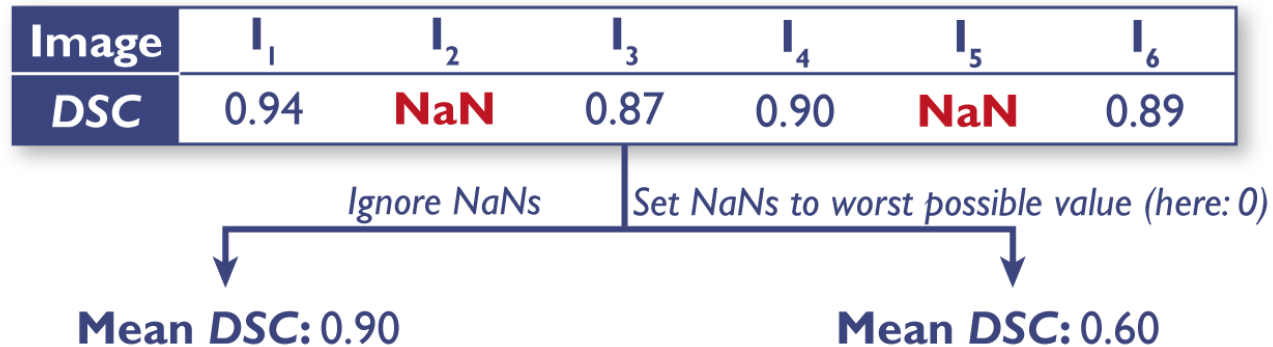 Image I₁ I₂ I₃ I₄ I₅ I₆
DSC 0.94 NaN 0.87 0.90 NaN 0.89
Ignore NaNs Set NaNs to worst possible value (here: 0)
Mean DSC: 0.90 Mean DSC: 0.60